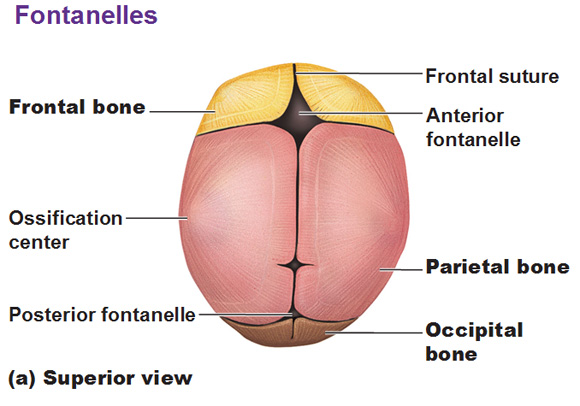 Fontanelles
Frontal bone
Frontal suture
Anterior
fontanelle
Ossification
center
Parietal bone
Posterior fontanelle
Occipital
bone
(a) Superior view